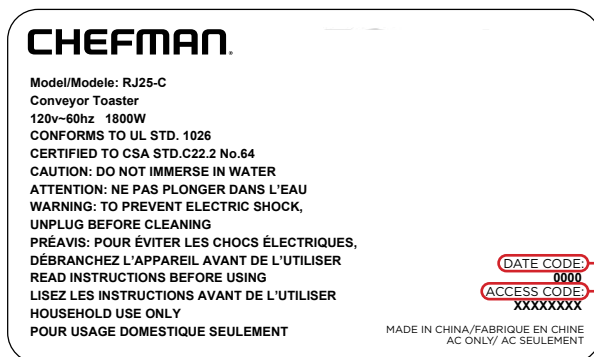 CHEFMAN.
Model/Modele: RJ25-C
Conveyor Toaster
120v~60hz 1800W
CONFORMS TO UL STD. 1026
CERTIFIED TO CSA STD.C22.2 No.64
CAUTION: DO NOT IMMERSE IN WATER
ATTENTION: NE PAS PLONGER DANS L'EAU
WARNING: TO PREVENT ELECTRIC SHOCK,
UNPLUG BEFORE CLEANING
PRÉAVIS: POUR ÉVITER LES CHOCS ÉLECTRIQUES,
DÉBRANCHEZ L'APPAREIL AVANT DE L'UTILISER
READ INSTRUCTIONS BEFORE USING
LISEZ LES INSTRUCTIONS AVANT DE L'UTILISER
HOUSEHOLD USE ONLY
POUR USAGE DOMESTIQUE SEULEMENT
DATE CODE:
0000
ACCESS CODE:
XXXXXXXX
MADE IN CHINA/FABRIQUE EN CHINE
AC ONLY/ AC SEULEMENT